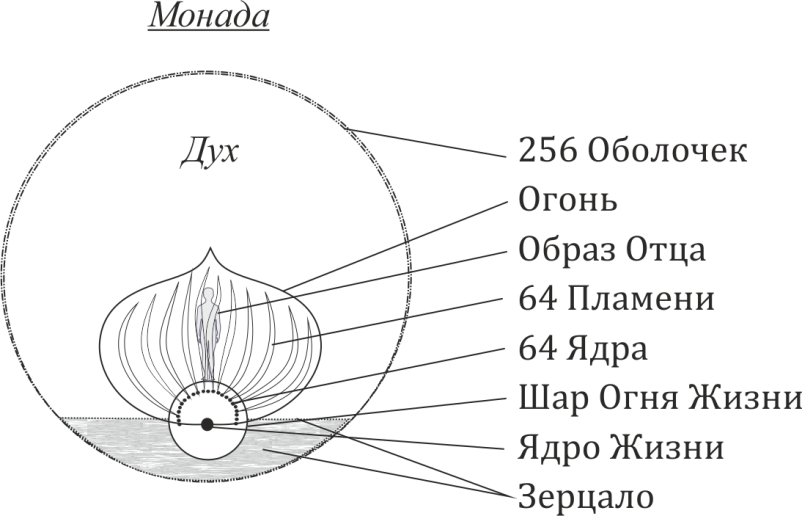 Монада
Дух
256 Оболочек
Огонь
Образ Отца
64 Пламени
64 Ядра
Шар Огня Жизни
Ядро Жизни
Зерцало